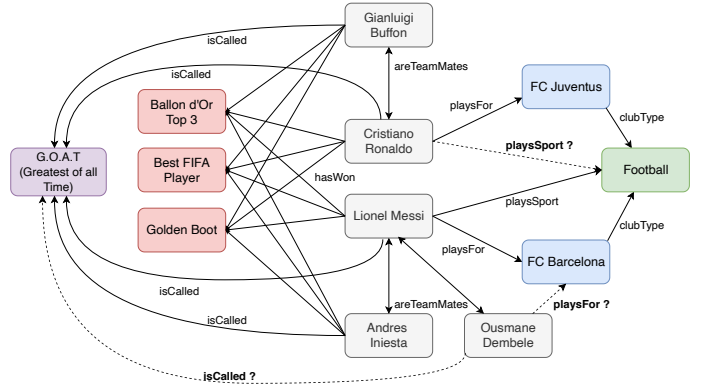 Gianluigi
Buffon
isCalled
areTeamMates
isCalled
FC Juventus
Ballon d'Or
Top 3
playsFor
clubType
Cristiano
Ronaldo
playsSport ?
G.O.A.T
(Greatest of all
Time)
Best FIFA
Player
hasWon
Football
Golden Boot
Lionel Messi
playsSport
clubType
playsFor
FC Barcelona
isCalled
areTeamMates
playsFor ?
isCalled
Andres
Iniesta
Ousmane
Dembele
isCalled ?